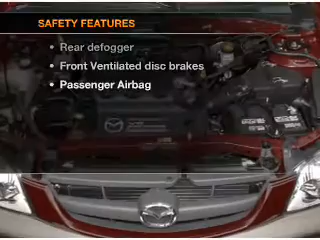 SAFETY FEATURES
• Rear defogger
• Front Ventilated disc brakes
• Passenger Airbag